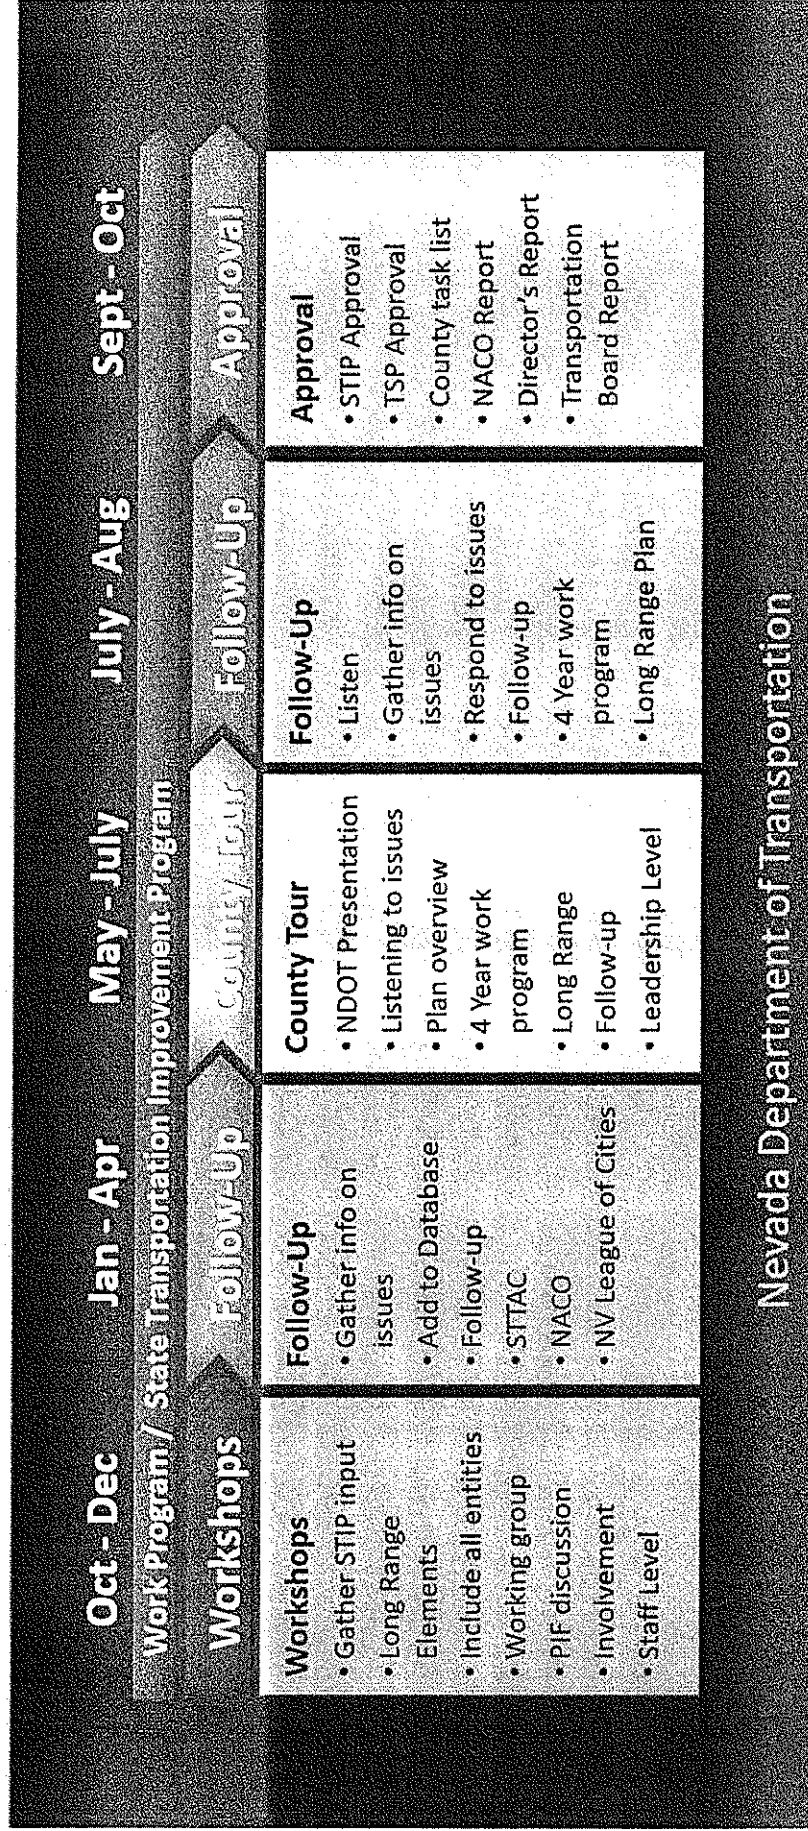 Oct - Dec
Jan - Apr
May - July
July - Aug
Sept - Oct
Work Program / State Transportation Improvement Program
Workshops
Follow-Up
County Tour
Follow-Up
Approval
Workshops
• Gather STIP input
• Long Range
Elements
• Include all entities
• Working group
• PIF discussion
• Involvement
• Staff Level
Follow-Up
• Gather info on
issues
• Add to Database
• Follow-up
• STTAC
• NACO
• NV League of Cities
County Tour
• NDOT Presentation
• Listening to issues
• Plan overview
• 4 Year work
program
• Long Range
• Follow-up
• Leadership Level
Follow-Up
• Listen
• Gather info on
issues
• Respond to issues
• Follow-up
• 4 Year work
program
• Long Range Plan
Approval
• STIP Approval
• TSP Approval
• County task list
• NACO Report
• Director's Report
• Transportation
Board Report
Nevada Department of Transportation